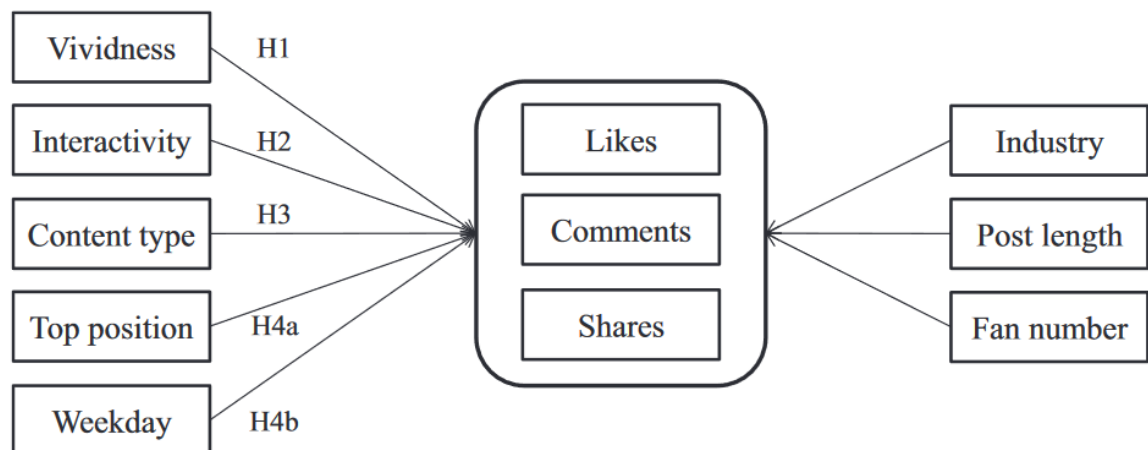 Vividness
Interactivity
Content type
Top position
Weekday
H1
H2
H3
H4a
H4b
Likes
Comments
Shares
Industry
Post length
Fan number